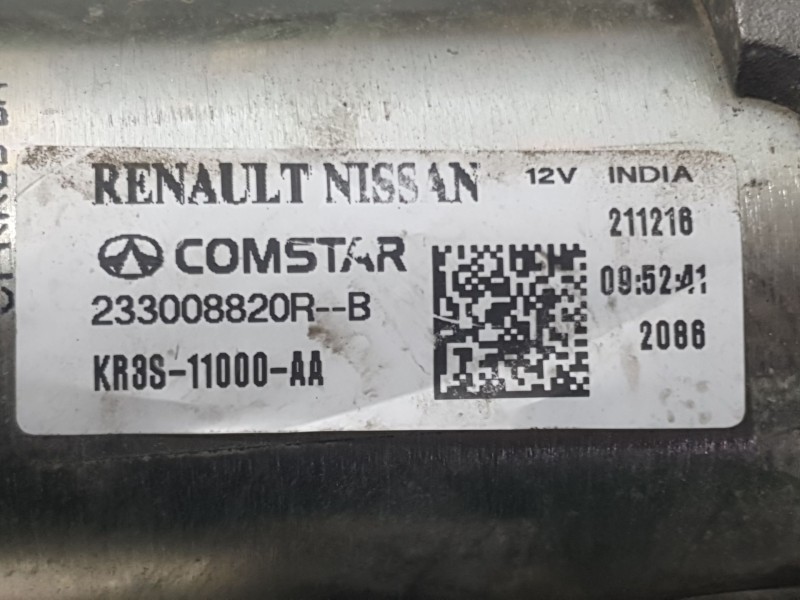 RENAULT NISSAN 12V INDIA
211216
COMSTAR
09:52:41
233008820R--B
2086
KR3S-11000-AA